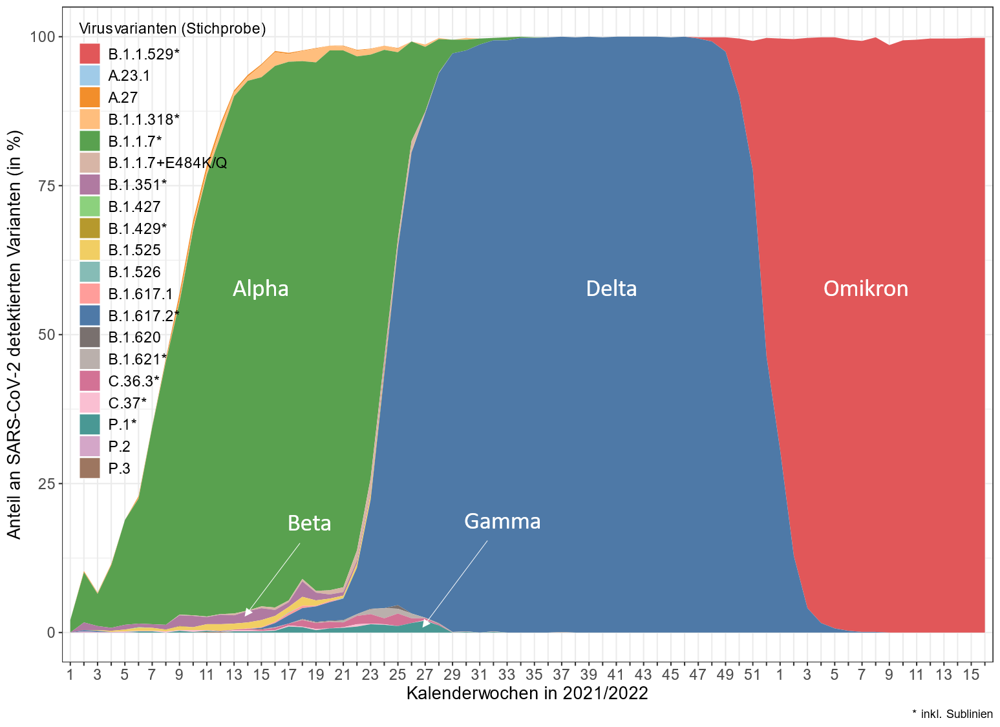 Virusvarianten (Stichprobe)
B.1.1.529*
A.23.1
A.27
B.1.1.318*
B.1.1.7*
B.1.1.7+E484K/Q
B.1.351*
B.1.427
B.1.429*
B.1.525
B.1.526
B.1.617.1
B.1.617.2*
B.1.620
B.1.621*
C.36.3*
C.37*
P.1*
P.2
P.3
Anteil an SARS-CoV-2 detektierten Varianten (in %)
100
75
50
25
0
Alpha
Delta
Omikron
Beta
Gamma
1 3 5 7 9 11 13 15 17 19 21 23 25 27 29 31 33 35 37 39 41 43 45 47 49 51 1 3 5 7 9 11 13 15
Kalenderwochen in 2021/2022
* inkl. Sublinien